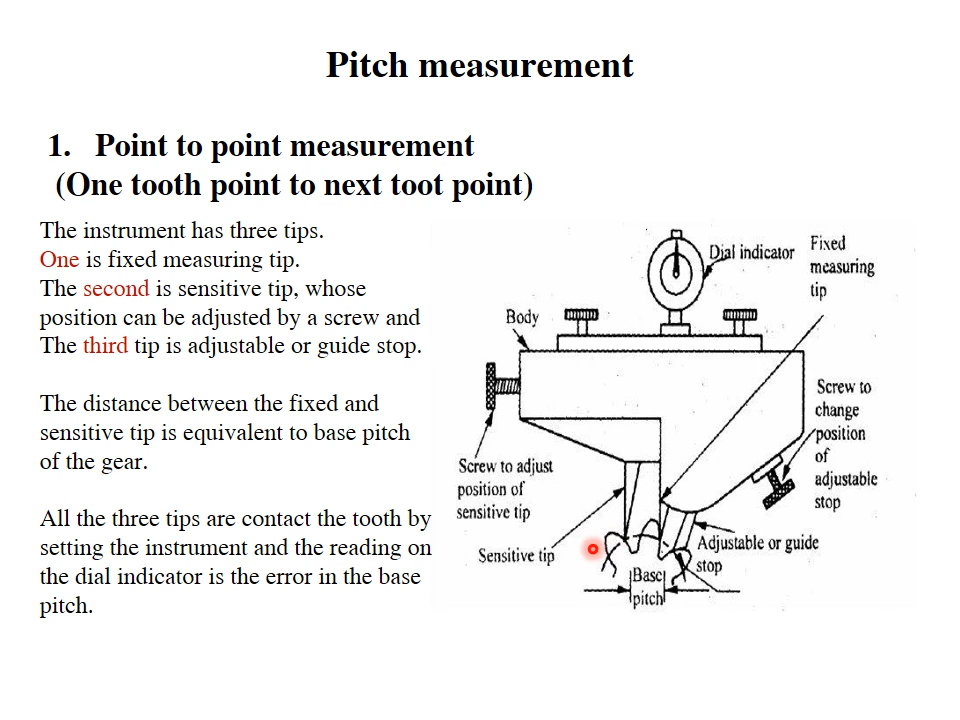 Pitch measurement
1. Point to point measurement
(One tooth point to next toot point)
The instrument has three tips.
One is fixed measuring tip.
The second is sensitive tip, whose
position can be adjusted by a screw and
The third tip is adjustable or guide stop.
The distance between the fixed and
sensitive tip is equivalent to base pitch
of the gear.
All the three tips are contact the tooth by
setting the instrument and the reading on
the dial indicator is the error in the base
pitch.
Dial indicator
Fixed
measuring
tip
Body
Screw to
change
position
of
adjustable
stop
Screw to adjust
position of
sensitive tip
Sensitive tip
Adjustable or guide
stop
Base
pitch